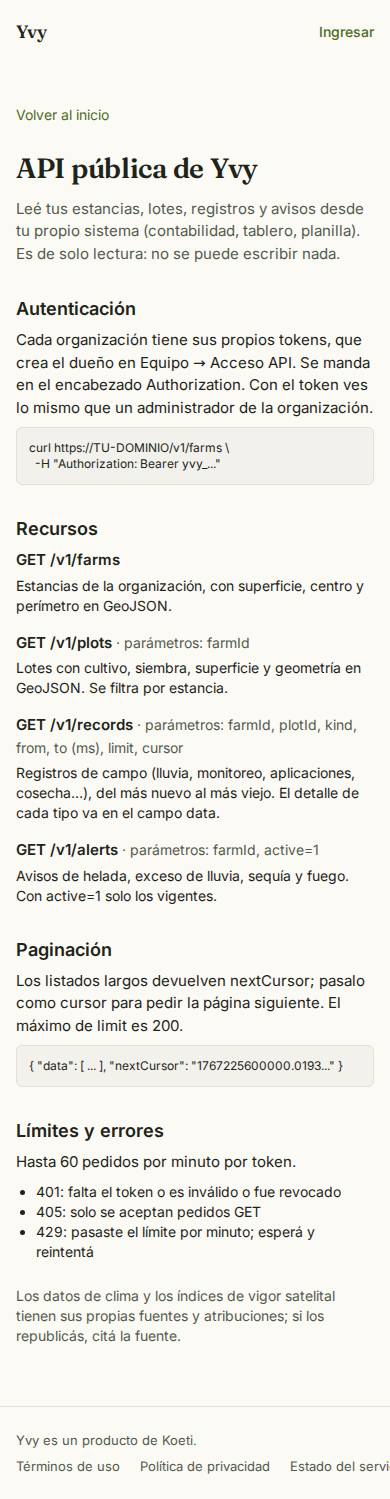 Yvy
Ingresar
Volver al inicio
API pública de Yvy
Leé tus estancias, lotes, registros y avisos desde
tu propio sistema (contabilidad, tablero, planilla).
Es de solo lectura: no se puede escribir nada.
Autenticación
Cada organización tiene sus propios tokens, que
crea el dueño en Equipo → Acceso API. Se manda
en el encabezado Authorization. Con el token ves
lo mismo que un administrador de la organización.
curl https://TU-DOMINIO/v1/farms \
-H "Authorization: Bearer yvy_..."
Recursos
GET /v1/farms
Estancias de la organización, con superficie, centro y
perímetro en GeoJSON.
GET /v1/plots · parámetros: farmId
Lotes con cultivo, siembra, superficie y geometría en
GeoJSON. Se filtra por estancia.
GET /v1/records · parámetros: farmId, plotId, kind,
from, to (ms), limit, cursor
Registros de campo (lluvia, monitoreo, aplicaciones,
cosecha...), del más nuevo al más viejo. El detalle de
cada tipo va en el campo data.
GET /v1/alerts · parámetros: farmId, active=1
Avisos de helada, exceso de lluvia, sequía y fuego.
Con active=1 solo los vigentes.
Paginación
Los listados largos devuelven nextCursor; pasalo
como cursor para pedir la página siguiente. El
máximo de limit es 200.
{ "data": [ ... ], "nextCursor": "1767225600000.0193..." }
Límites y errores
Hasta 60 pedidos por minuto por token.
• 401: falta el token o es inválido o fue revocado
• 405: solo se aceptan pedidos GET
• 429: pasaste el límite por minuto; esperá y
reintentá
Los datos de clima y los índices de vigor satelital
tienen sus propias fuentes y atribuciones; si los
republicás, citá la fuente.
Yvy es un producto de Koeti.
Términos de uso Política de privacidad Estado del servi